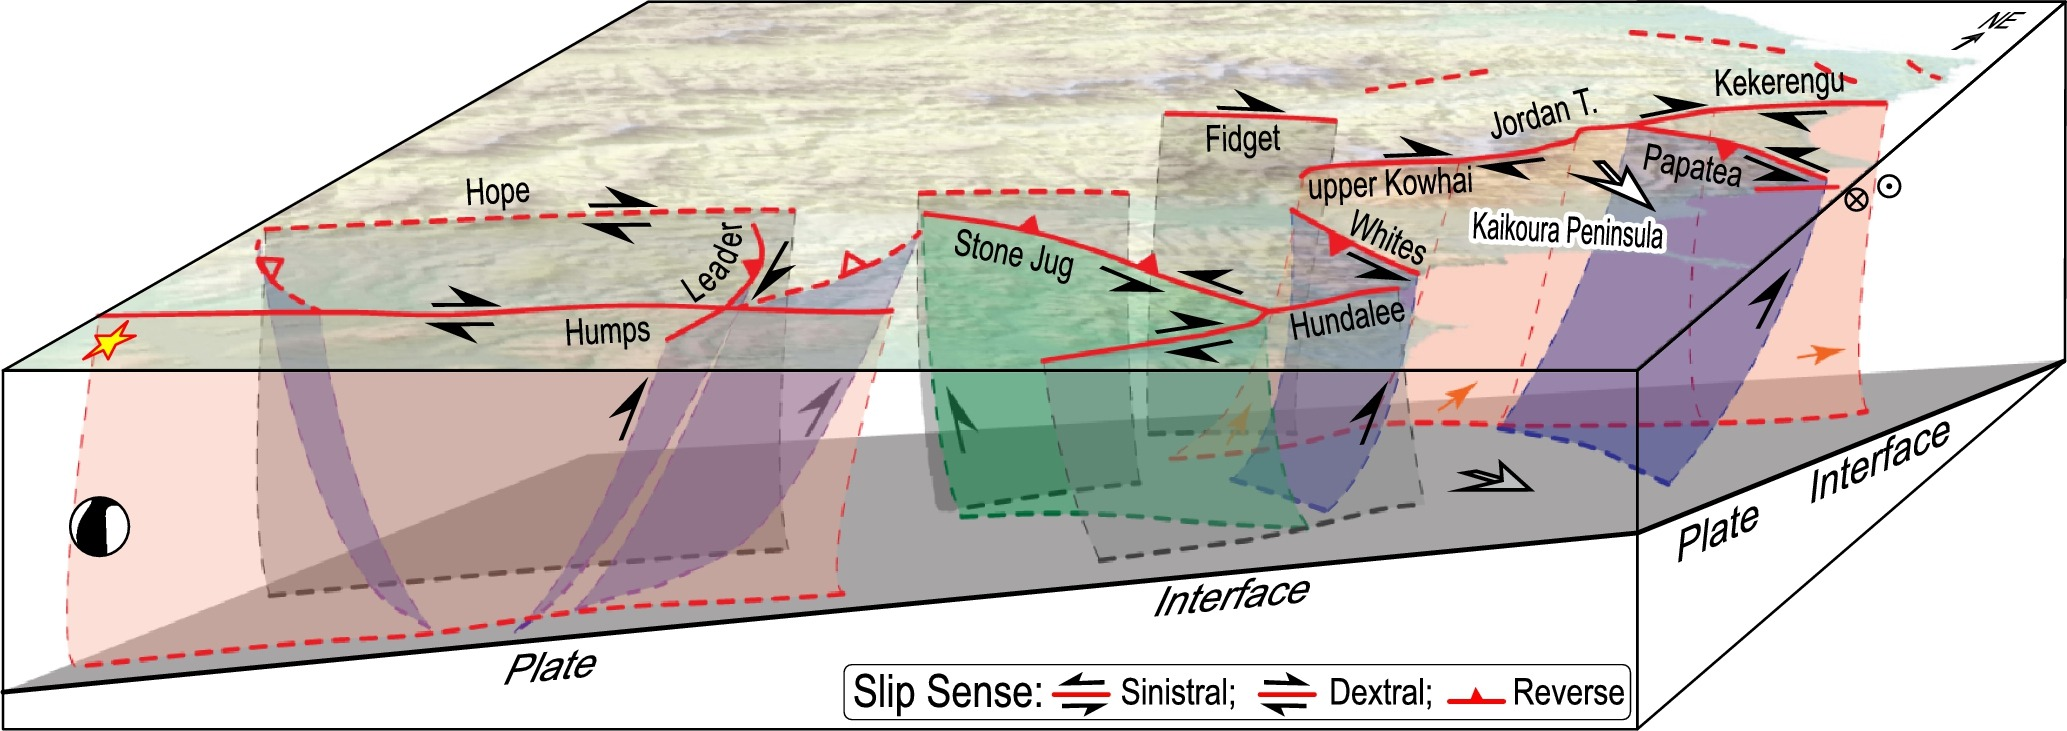 NE
Kekerengu
Jordan T.
Fidget
Papatea
upper Kowhai
Hope
Kaikoura Peninsula
Whites
Leader
Stone Jug
Hundalee
Humps
Plate Interface
Plate Interface
Slip Sense: Sinistral; Dextral; Reverse